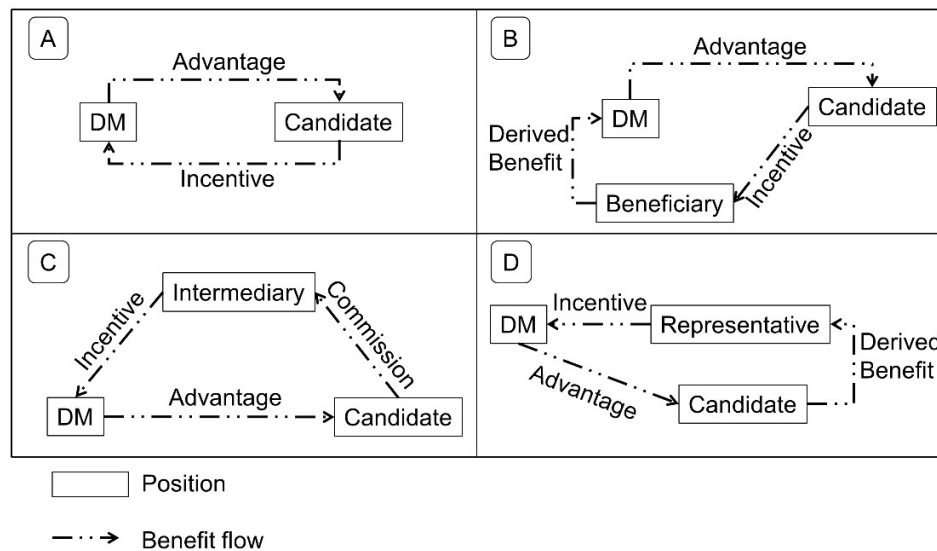 A
Advantage
DM
Candidate
Incentive
B
Advantage
DM
Candidate
Derived
Benefit
Incentive
Beneficiary
C
Intermediary
Incentive
Commission
Advantage
DM
Candidate
D
Incentive
DM
Representative
Derived
Benefit
Advantage
Candidate
Position
Benefit flow